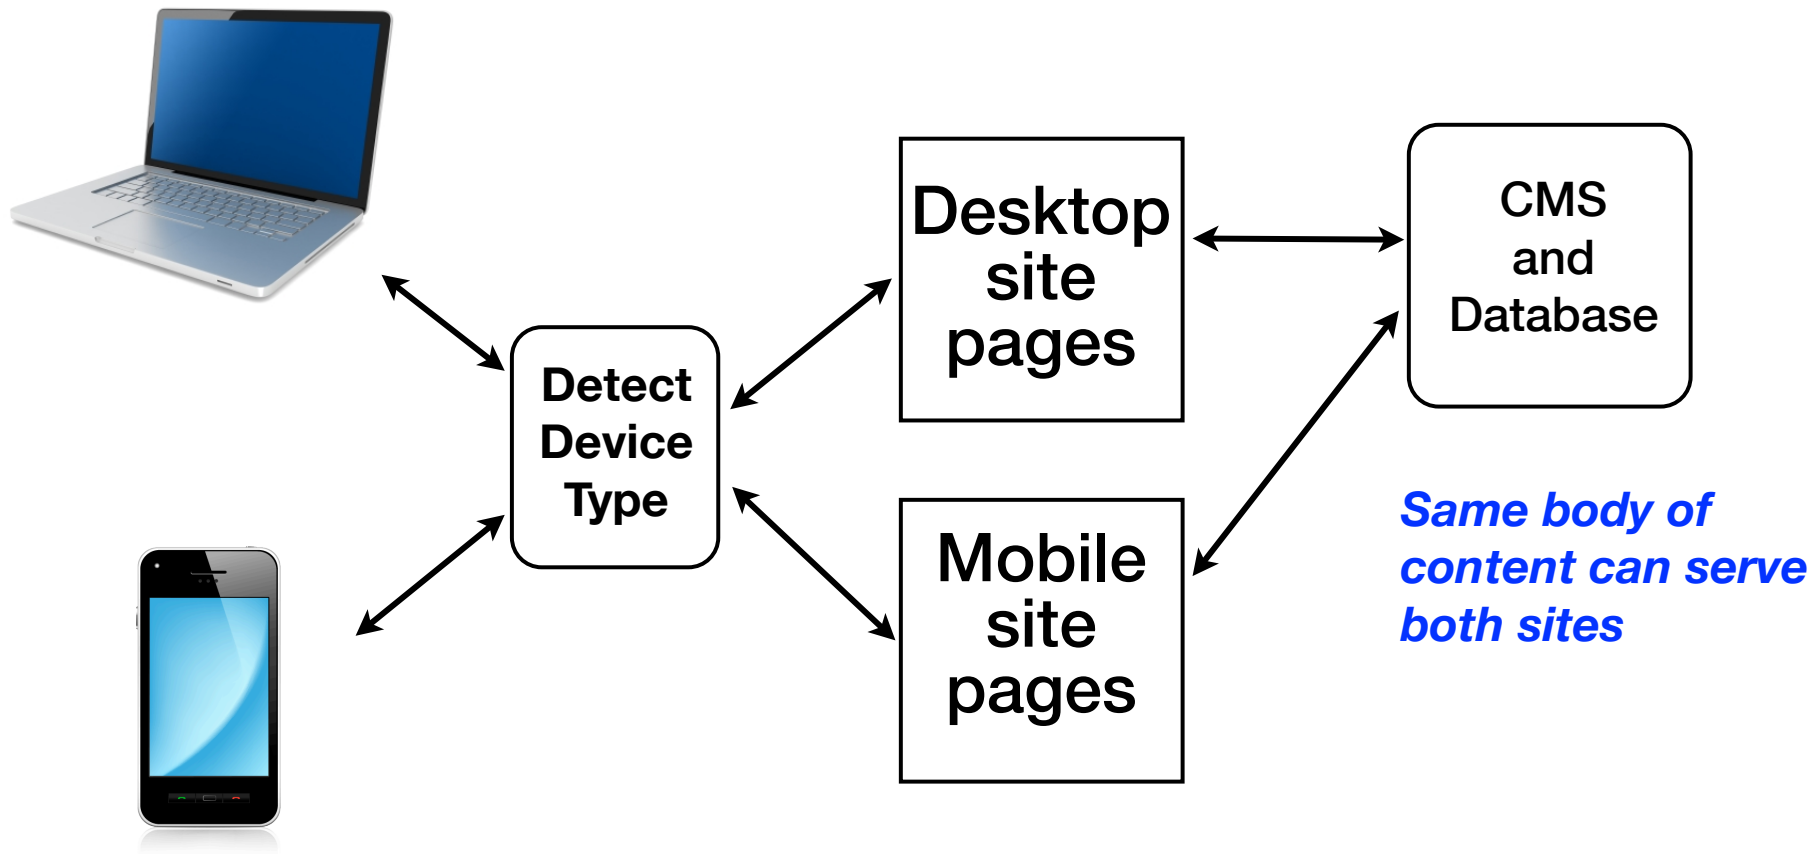 Detect
Device
Type
Desktop
site
pages
Mobile
site
pages
CMS
and
Database
Same body of
content can serve
both sites